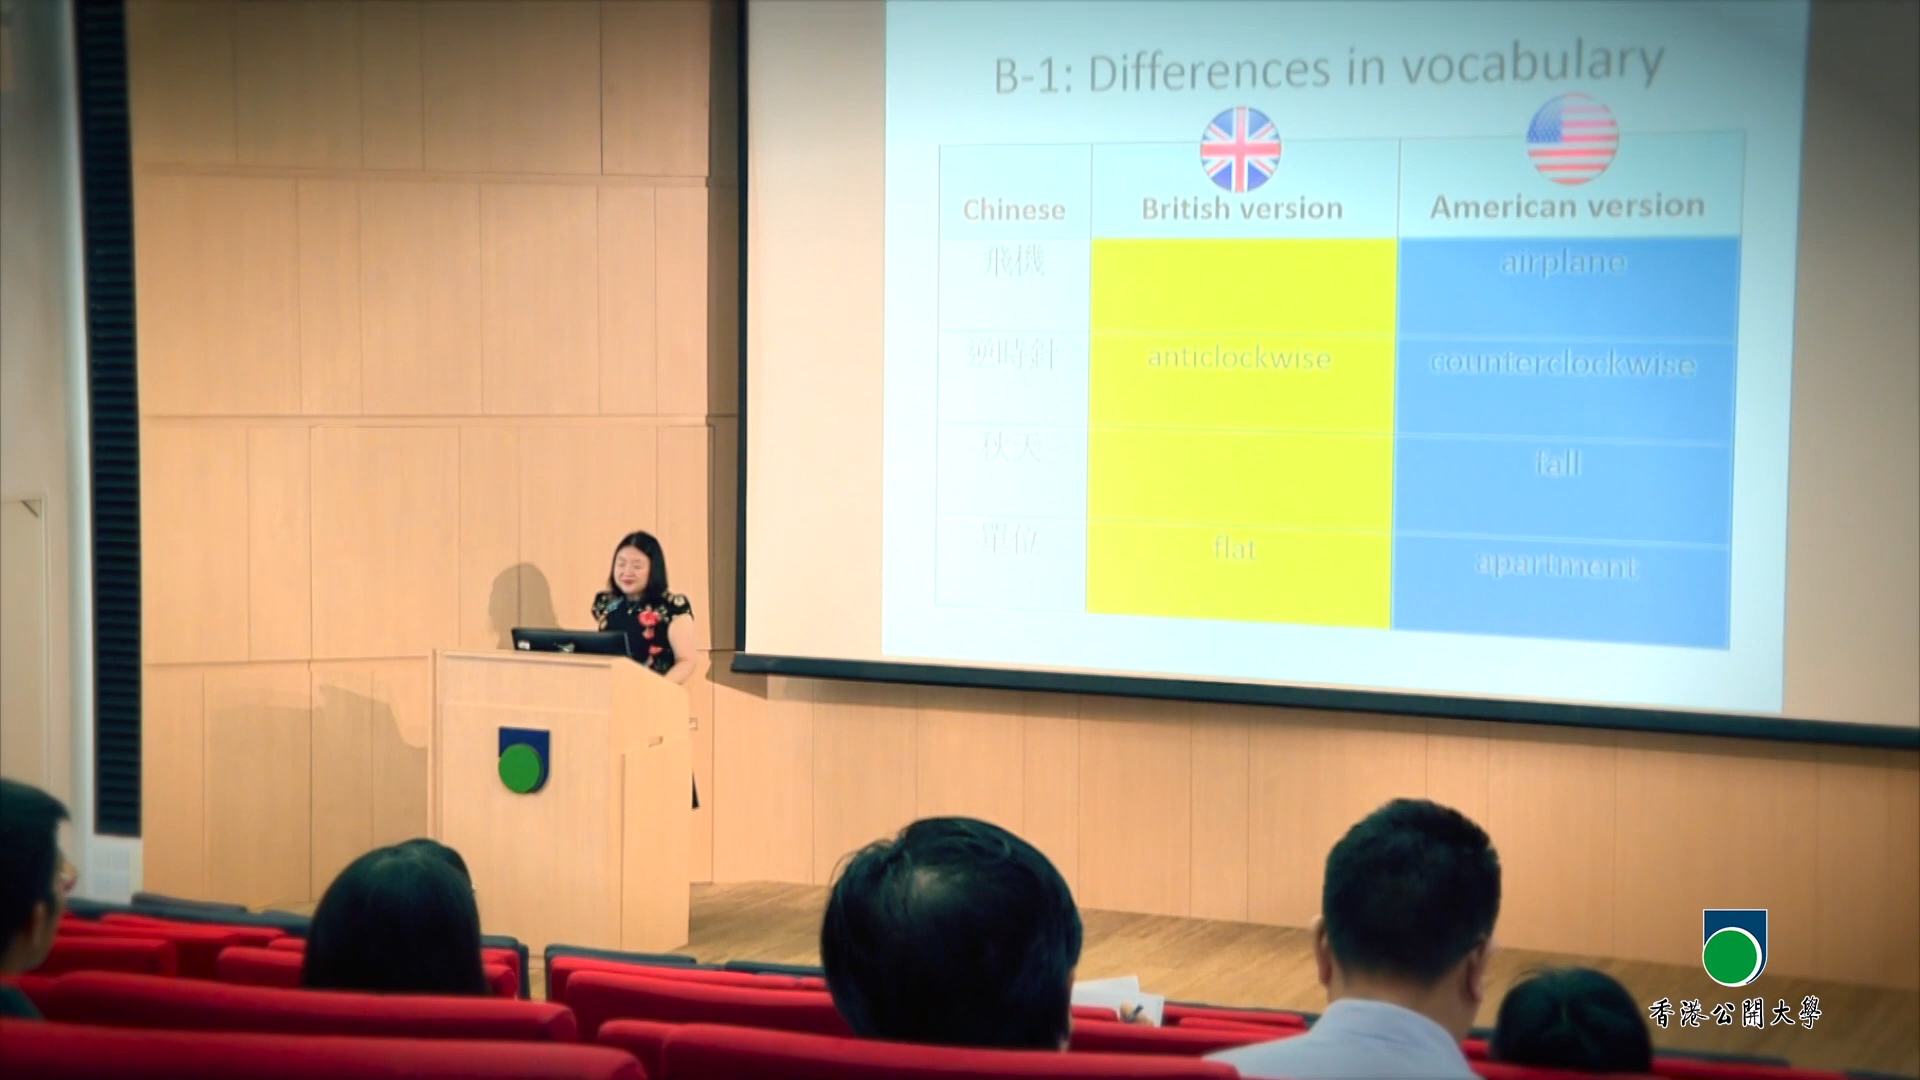 B-1: Differences in vocabulary
Chinese British version American version
飛機 airplane
逆時針 anticlockwise counterclockwise
秋天 fall
單位 flat apartment
香港公開大學